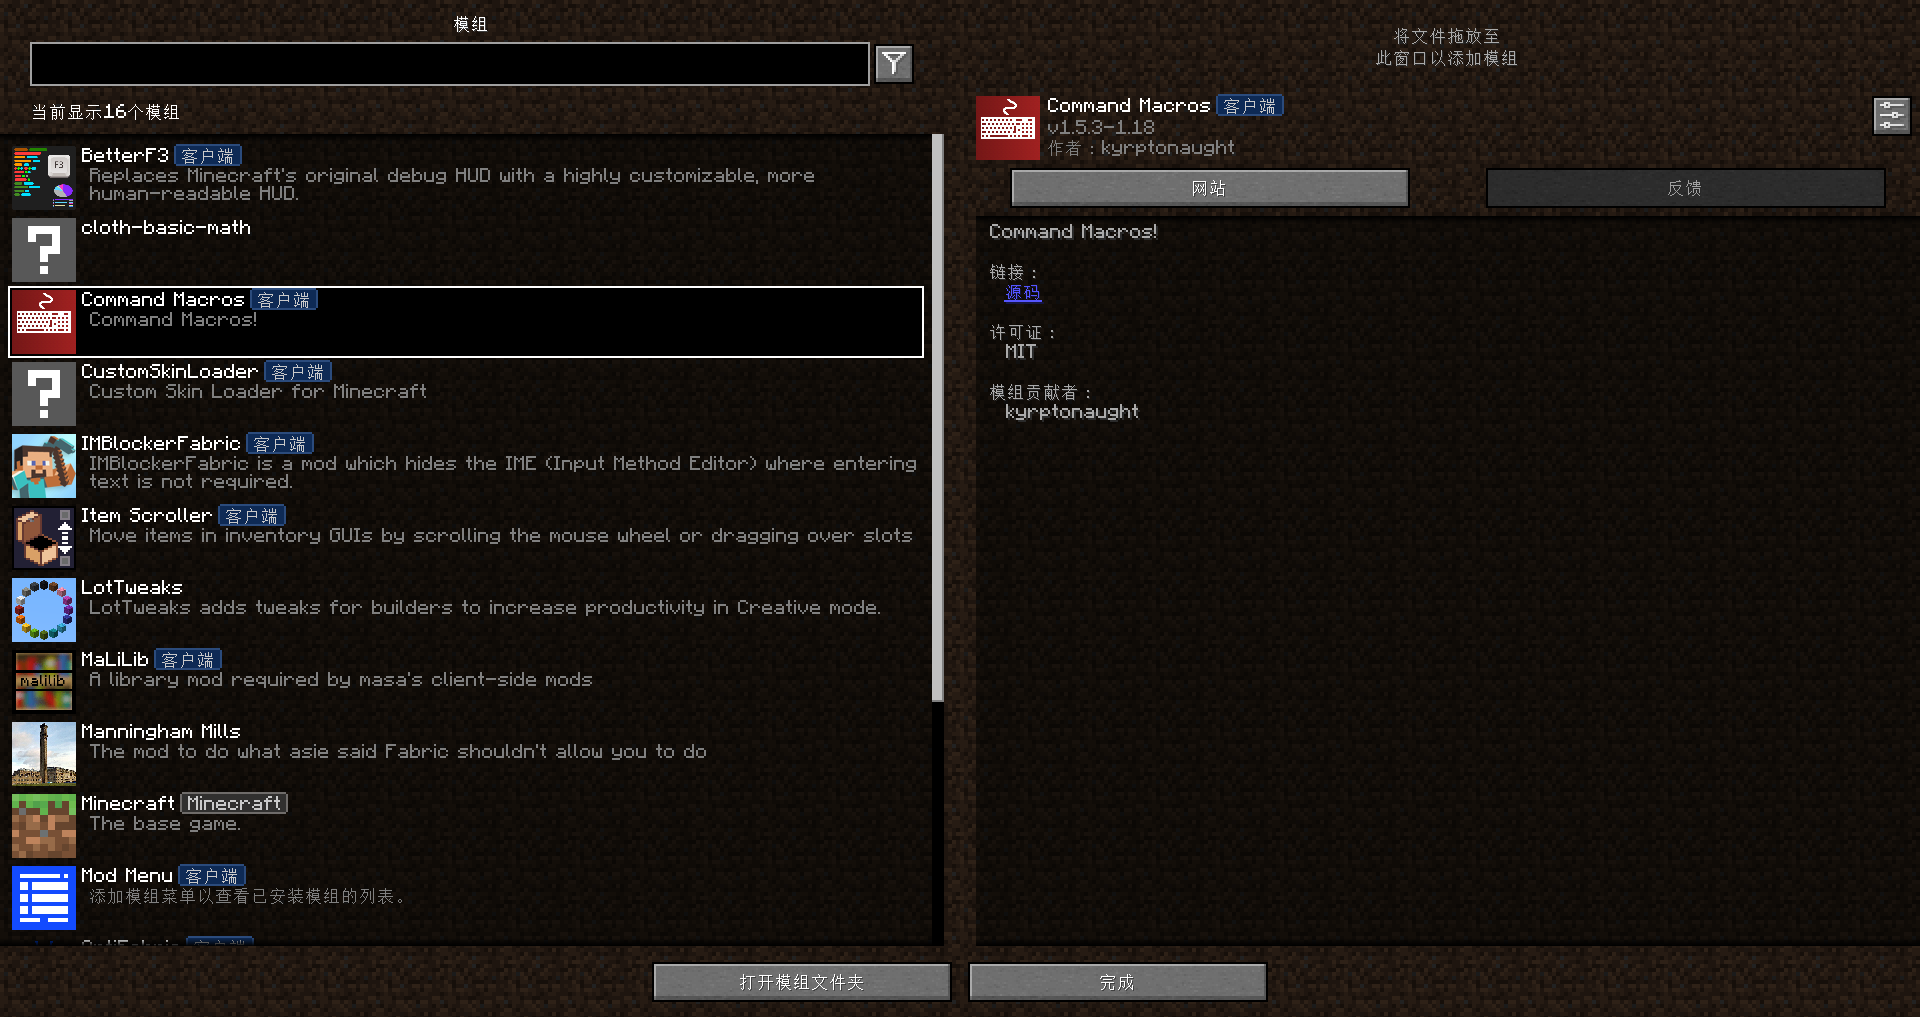 模组
当前显示16个模组
BetterF3 客户端
Replaces Minecraft's original debug HUD with a highly customizable, more
human-readable HUD.
cloth-basic-math
Command Macros 客户端
Command Macros!
CustomSkinLoader 客户端
Custom Skin Loader for Minecraft
IMBlockerFabric 客户端
IMBlockerFabric is a mod which hides the IME (Input Method Editor) where entering
text is not required.
Item Scroller 客户端
Move items in inventory GUIs by scrolling the mouse wheel or dragging over slots
LotTweaks
LotTweaks adds tweaks for builders to increase productivity in Creative mode.
MaLiLib 客户端
malilib
A library mod required by masa's client-side mods
Manningham Mills
The mod to do what asie said Fabric shouldn't allow you to do
Minecraft Minecraft
The base game.
Mod Menu 客户端
添加模组菜单以查看已安装模组的列表。
将文件拖放至
此窗口以添加模组
Command Macros 客户端
v1.5.3-1.18
作者：kyrptonaught
网站
反馈
Command Macros!
链接：
源码
许可证：
MIT
模组贡献者：
kyrptonaught
打开模组文件夹
完成
F3